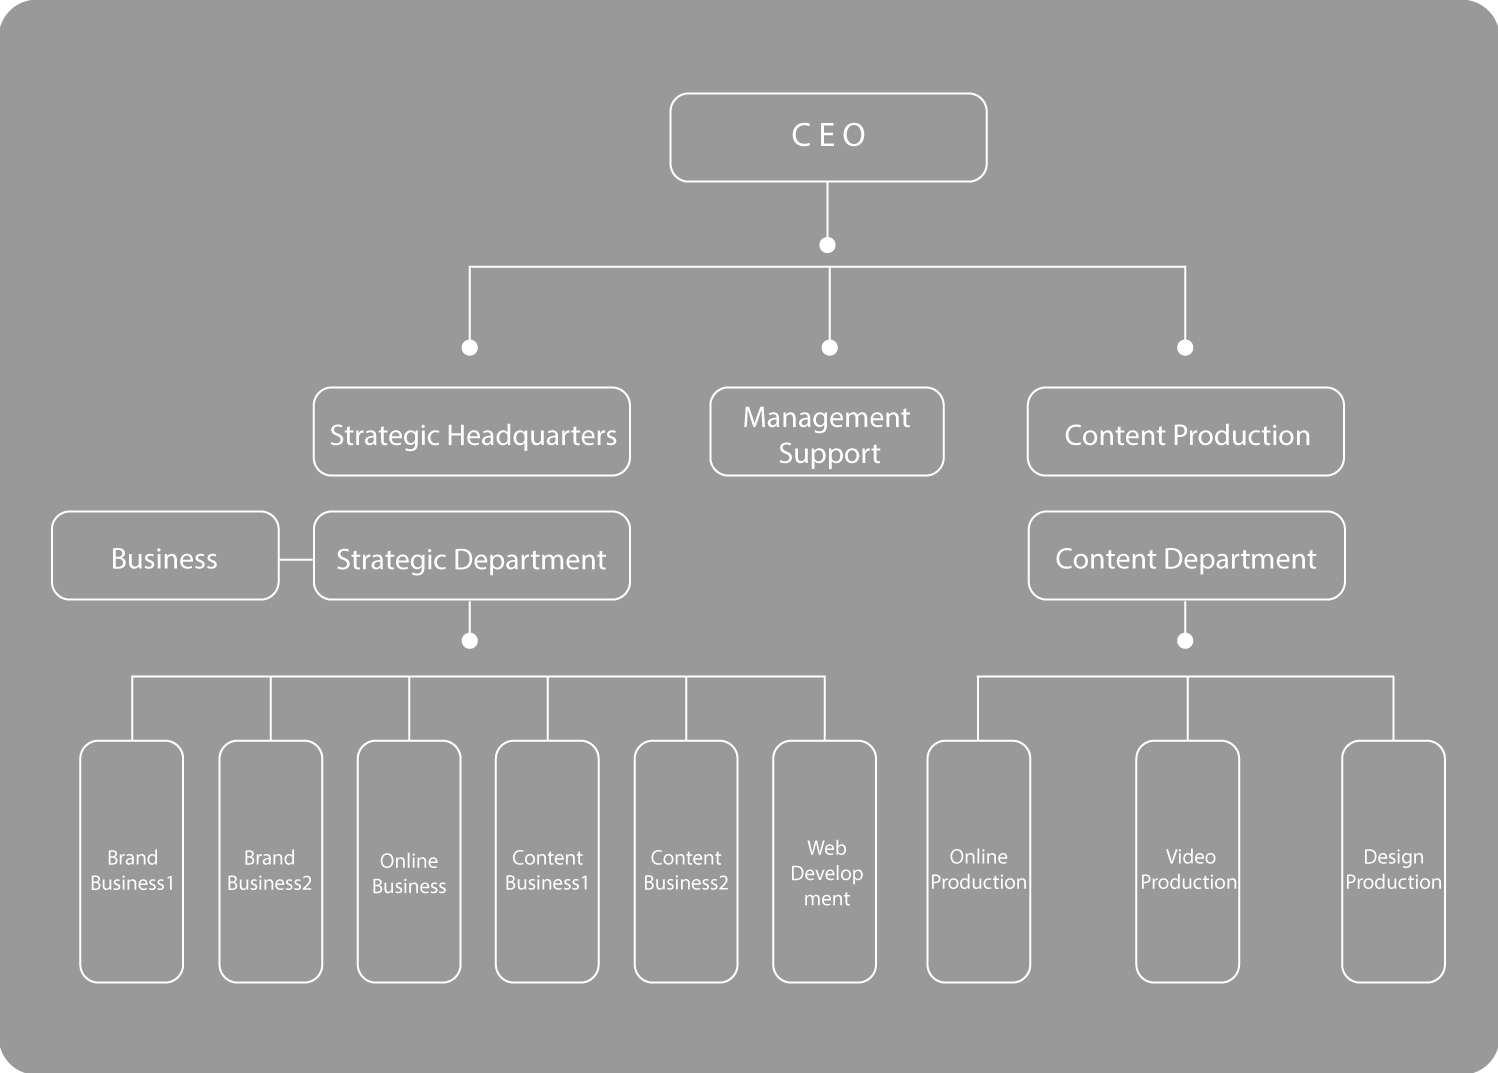 CEO
Strategic Headquarters
Management
Support
Content Production
Business
Strategic Department
Content Department
Brand
Business1
Brand
Business2
Online
Business
Content
Business1
Content
Business2
Web
Develop
ment
Online
Production
Video
Production
Design
Production